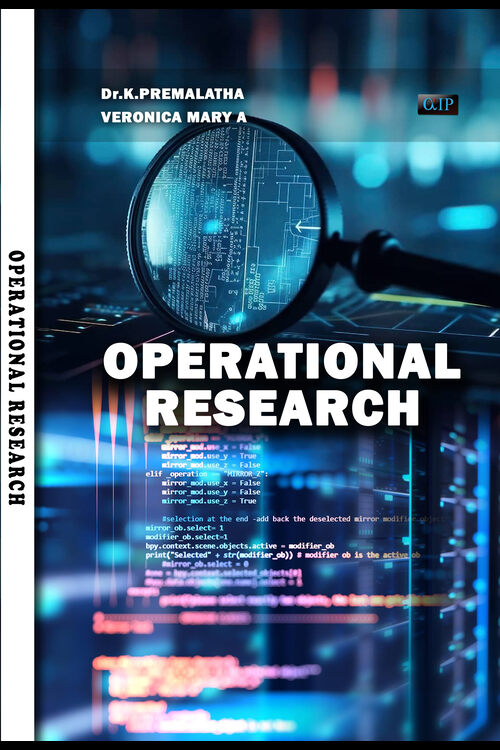 Dr.K.PREMALATHA
VERONICA MARY A
O.IP
OPERATIONAL RESEARCH
OPERATIONAL
RESEARCH
mirror_mod.use_x = False
mirror_mod.use_y = True
mirror_mod.use_z = False
elif _operation == "MIRROR_Z":
mirror_mod.use_x = False
mirror_mod.use_y = False
mirror_mod.use_z = True
#selection at the end -add back the deselected mirror modifier object
mirror_ob.select= 1
modifier_ob.select=1
bpy.context.scene.objects.active = modifier_ob
print("Selected" + str(modifier_ob)) # modifier ob is the active ob
#mirror_ob.select = 0